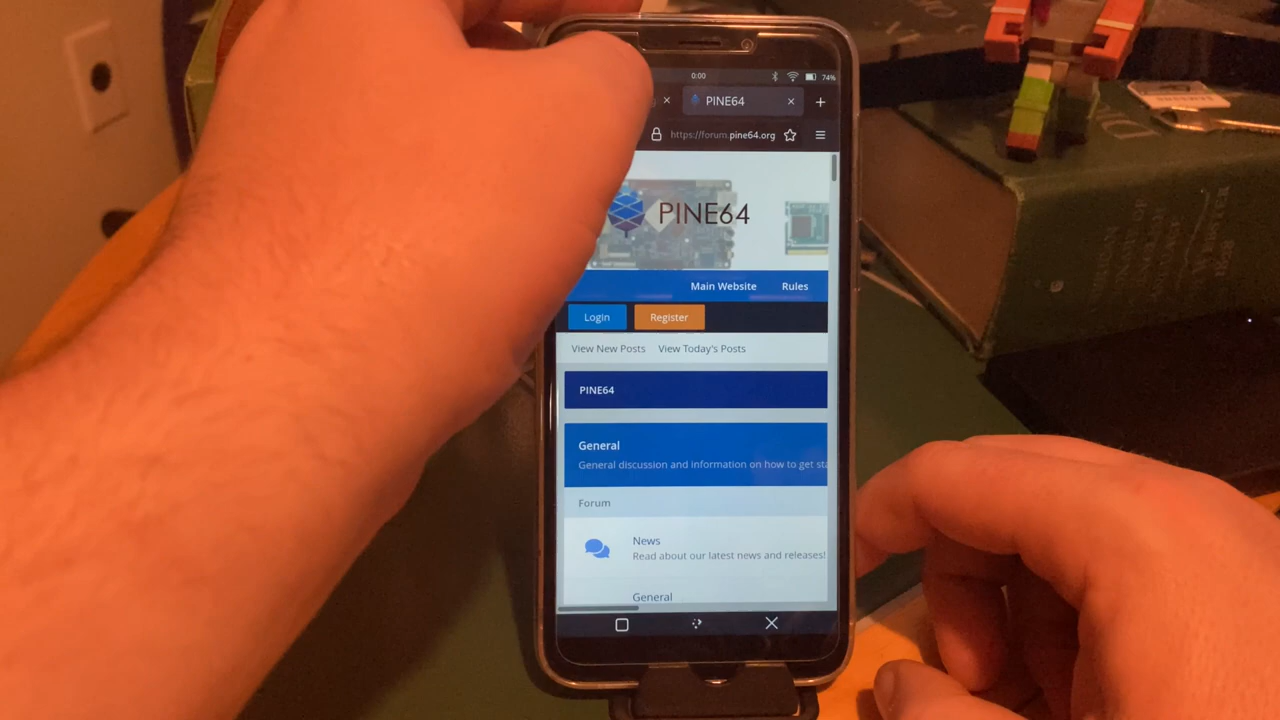 0:00
74%
PINE64
https://forum.pine64.org
PINE64
Main Website Rules
Login Register
View New Posts View Today's Posts
PINE64
General
General discussion and information on how to get sta
Forum
News
Read about our latest news and releases!
General